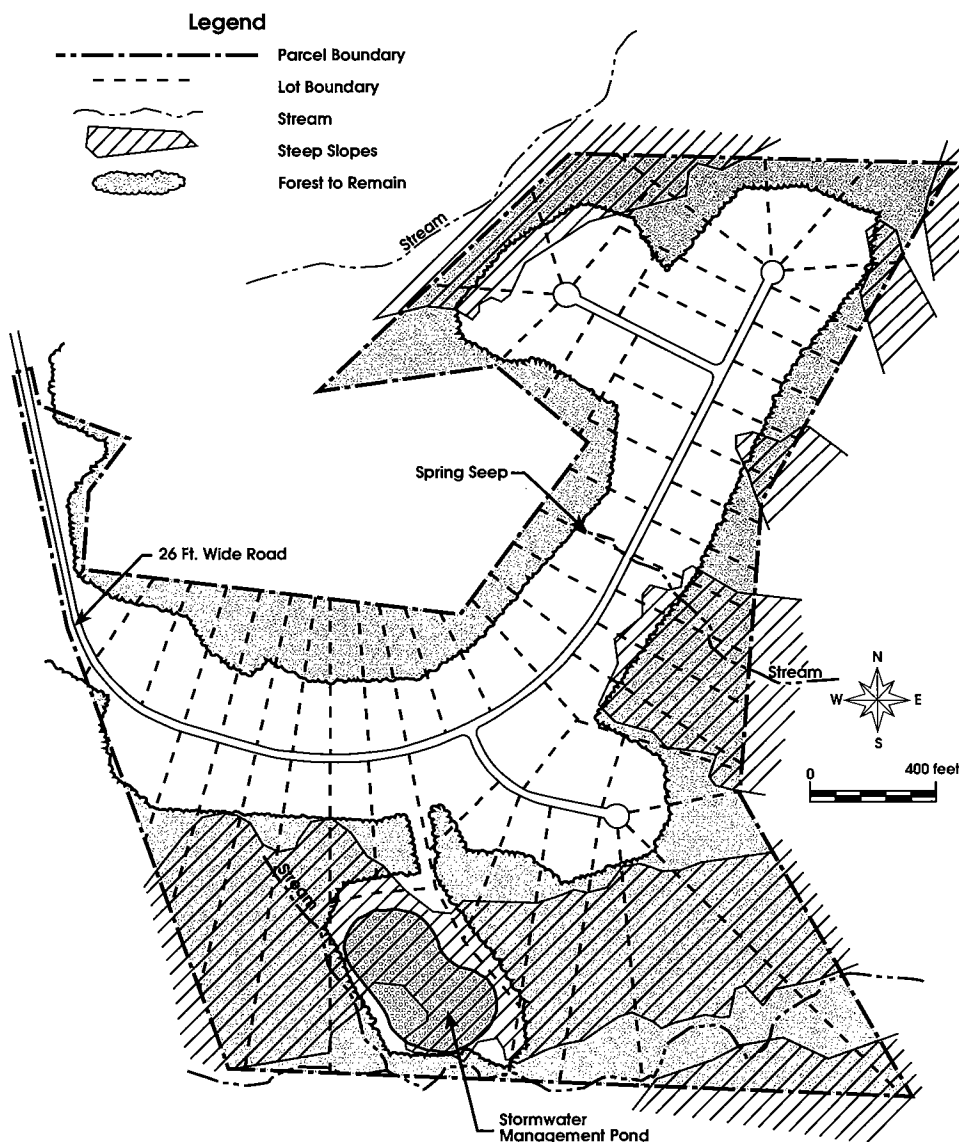 Legend
Parcel Boundary
Lot Boundary
Stream
Steep Slopes
Forest to Remain
Stream
Spring Seep
26 Ft. Wide Road
Stream
N
W E
S
0 400 feet
Stream
Stormwater
Management Pond